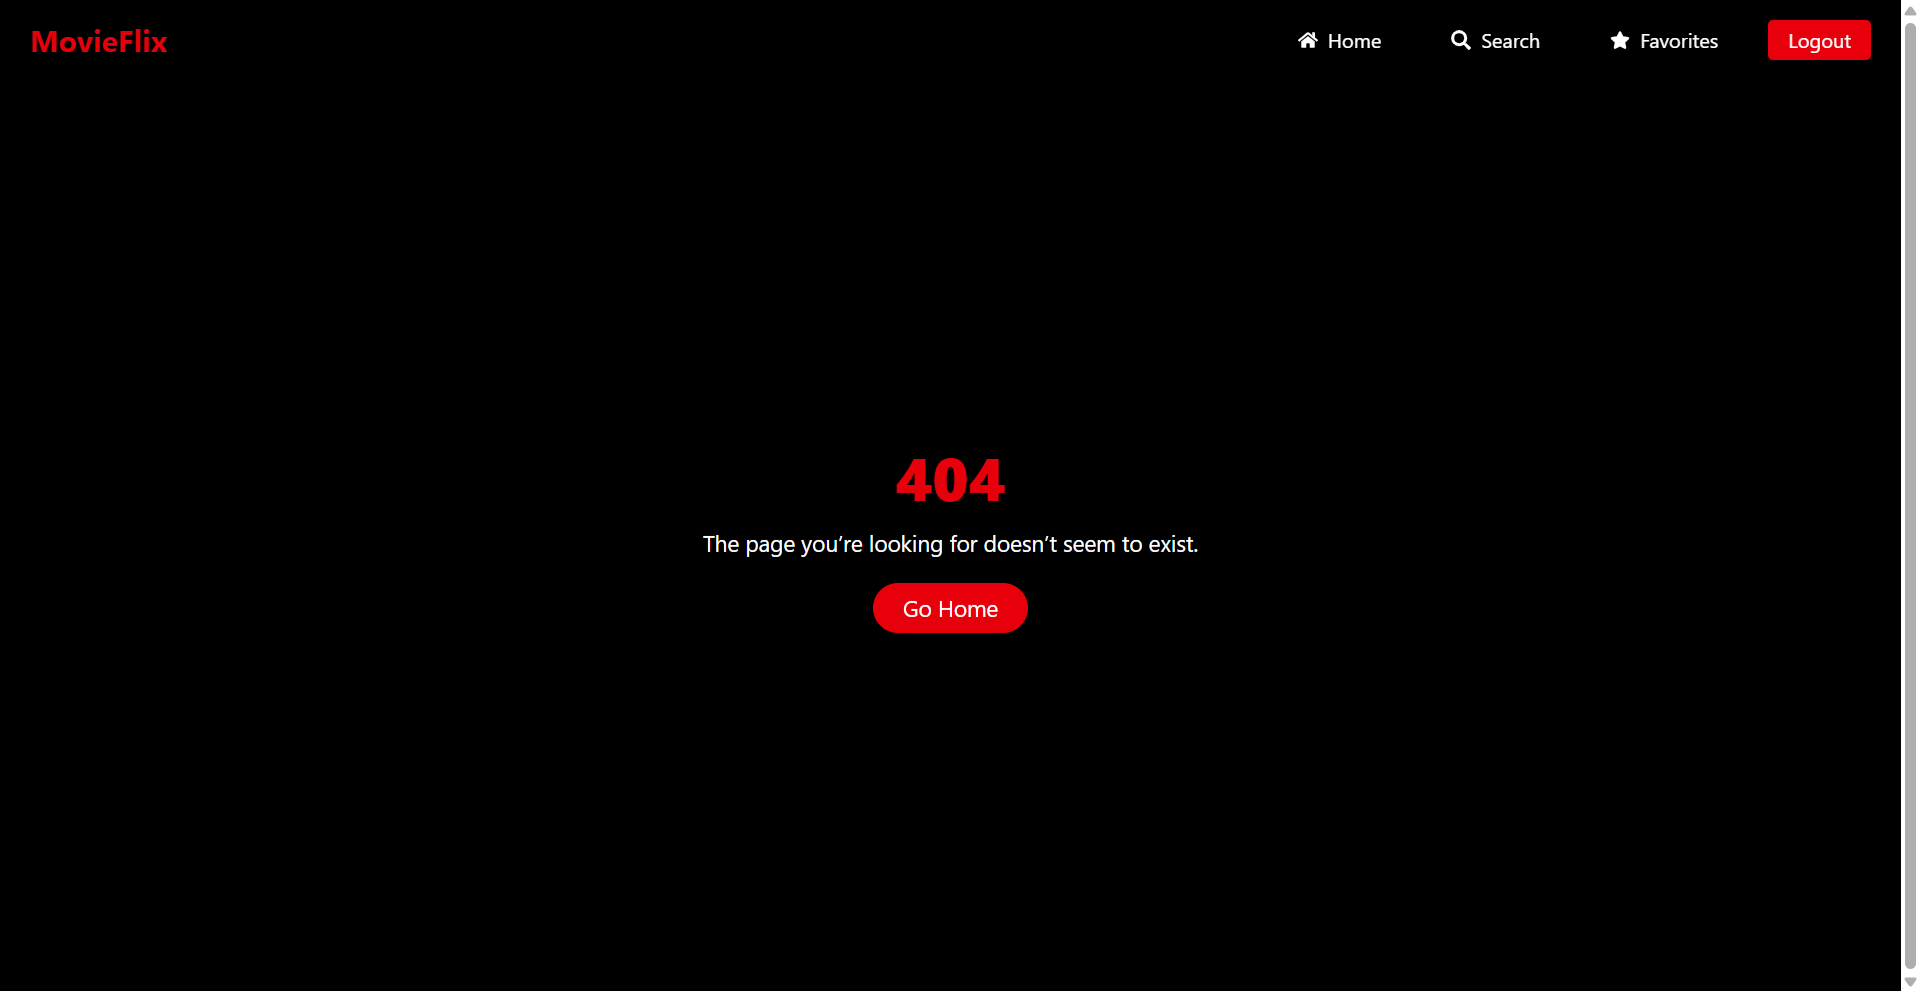 MovieFlix
Home
Search
Favorites
Logout
404
The page you’re looking for doesn’t seem to exist.
Go Home